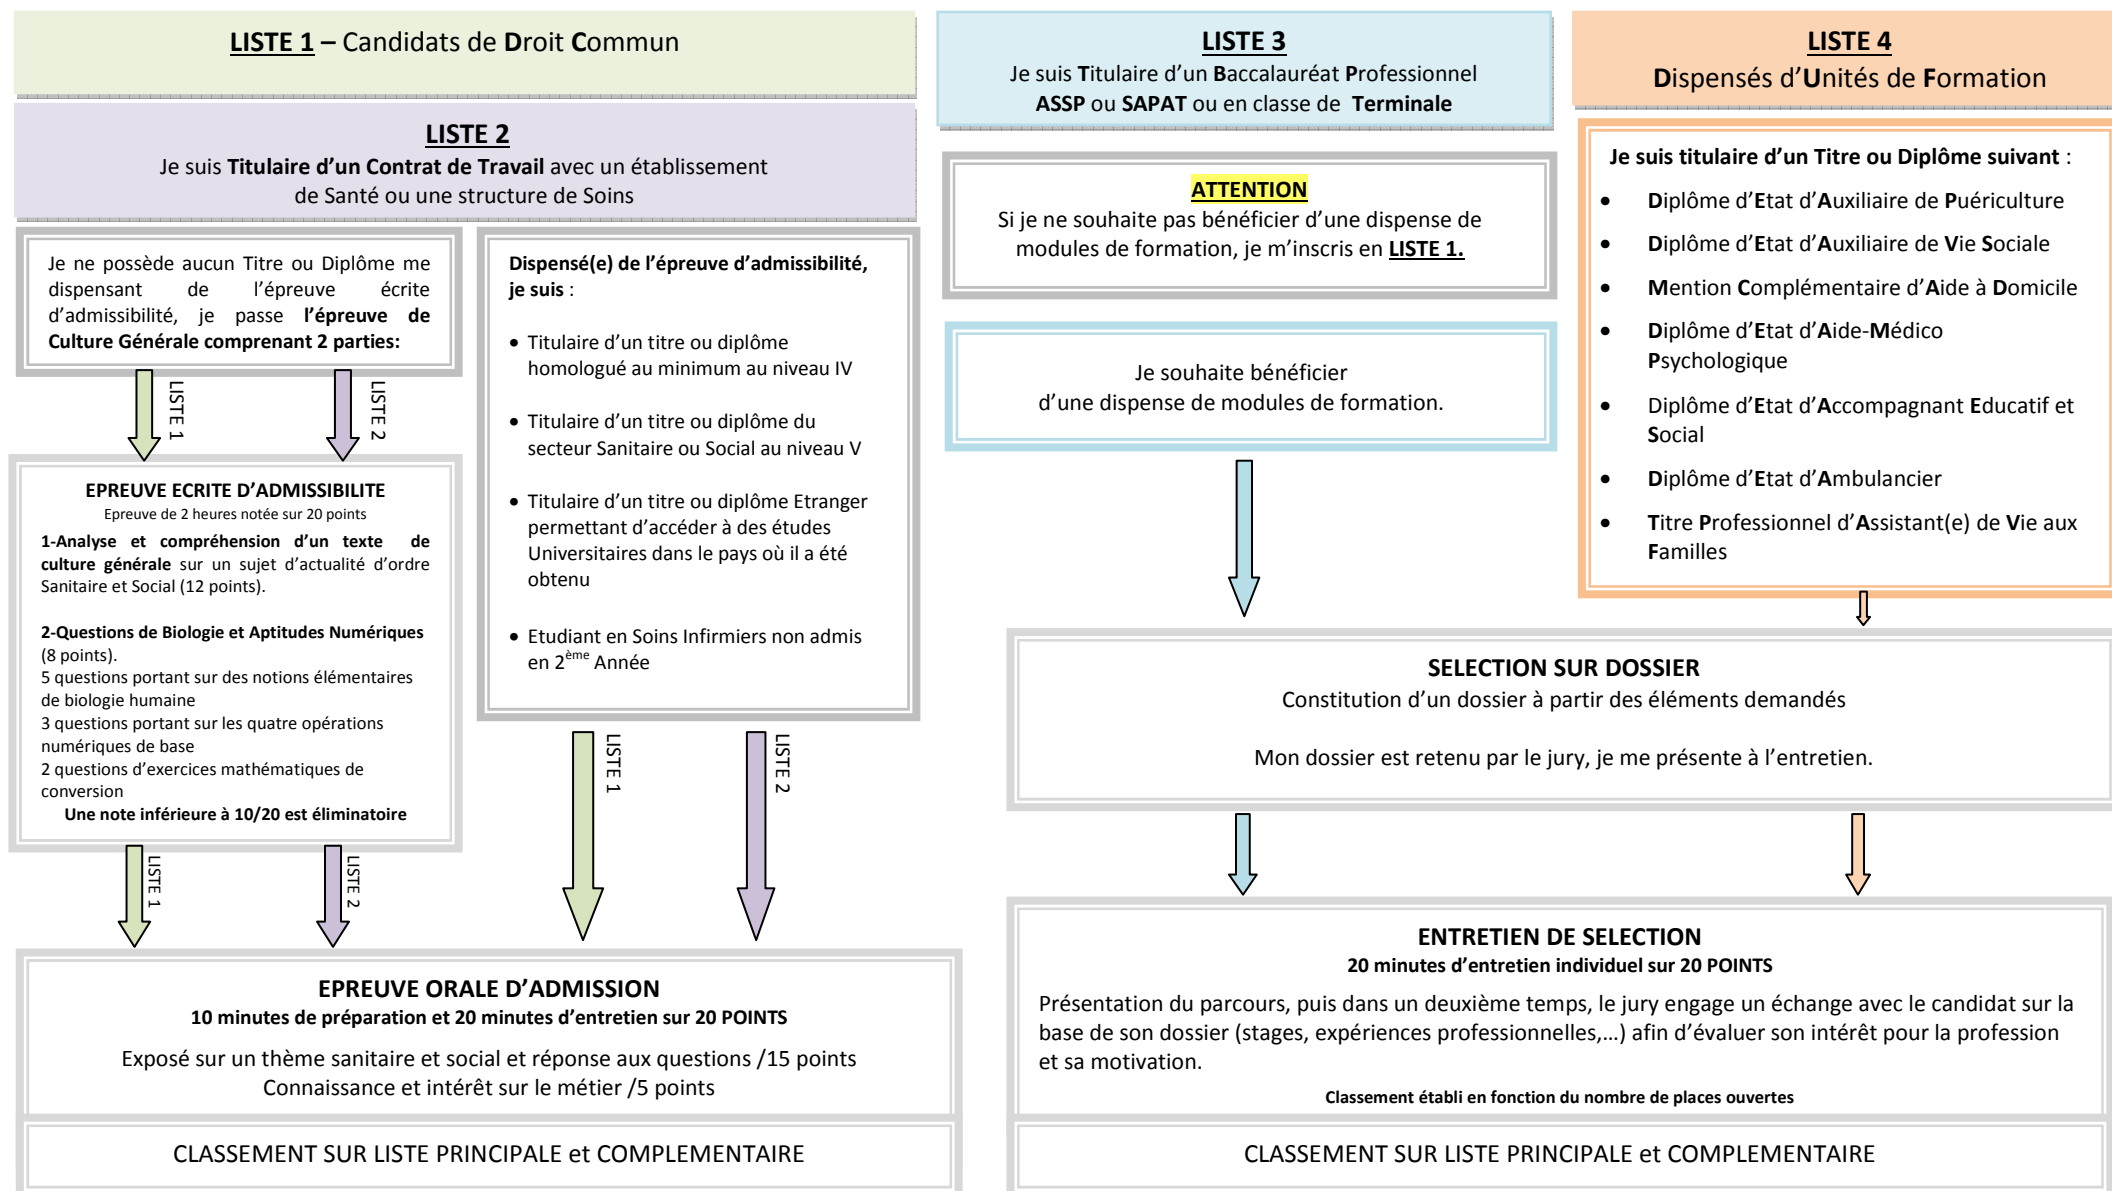 LISTE 1 – Candidats de Droit Commun
LISTE 2
Je suis Titulaire d’un Contrat de Travail avec un établissement
de Santé ou une structure de Soins
Je ne possède aucun Titre ou Diplôme me
dispensant de l’épreuve écrite
d’admissibilité, je passe l’épreuve de
Culture Générale comprenant 2 parties:
LISTE 1
LISTE 2
EPREUVE ECRITE D’ADMISSIBILITE
Epreuve de 2 heures notée sur 20 points
1-Analyse et compréhension d’un texte de
culture générale sur un sujet d’actualité d’ordre
Sanitaire et Social (12 points).
2-Questions de Biologie et Aptitudes Numériques
(8 points).
5 questions portant sur des notions élémentaires
de biologie humaine
3 questions portant sur les quatre opérations
numériques de base
2 questions d’exercices mathématiques de
conversion
Une note inférieure à 10/20 est éliminatoire
LISTE 1
LISTE 2
Dispensé(e) de l’épreuve d’admissibilité,
je suis :
• Titulaire d’un titre ou diplôme
homologué au minimum au niveau IV
• Titulaire d’un titre ou diplôme du
secteur Sanitaire ou Social au niveau V
• Titulaire d’un titre ou diplôme Etranger
permettant d’accéder à des études
Universitaires dans le pays où il a été
obtenu
• Etudiant en Soins Infirmiers non admis
en 2ème Année
LISTE 1
LISTE 2
EPREUVE ORALE D’ADMISSION
10 minutes de préparation et 20 minutes d’entretien sur 20 POINTS
Exposé sur un thème sanitaire et social et réponse aux questions /15 points
Connaissance et intérêt sur le métier /5 points
CLASSEMENT SUR LISTE PRINCIPALE et COMPLEMENTAIRE
LISTE 3
Je suis Titulaire d’un Baccalauréat Professionnel
ASSP ou SAPAT ou en classe de Terminale
ATTENTION
Si je ne souhaite pas bénéficier d’une dispense de
modules de formation, je m’inscris en LISTE 1.
Je souhaite bénéficier
d’une dispense de modules de formation.
LISTE 4
Dispensés d’Unités de Formation
Je suis titulaire d’un Titre ou Diplôme suivant :
• Diplôme d’Etat d’Auxiliaire de Puériculture
• Diplôme d’Etat d’Auxiliaire de Vie Sociale
• Mention Complémentaire d’Aide à Domicile
• Diplôme d’Etat d’Aide-Médico
Psychologique
• Diplôme d’Etat d’Accompagnant Educatif et
Social
• Diplôme d’Etat d’Ambulancier
• Titre Professionnel d’Assistant(e) de Vie aux
Familles
SELECTION SUR DOSSIER
Constitution d’un dossier à partir des éléments demandés
Mon dossier est retenu par le jury, je me présente à l’entretien.
ENTRETIEN DE SELECTION
20 minutes d’entretien individuel sur 20 POINTS
Présentation du parcours, puis dans un deuxième temps, le jury engage un échange avec le candidat sur la
base de son dossier (stages, expériences professionnelles,…) afin d’évaluer son intérêt pour la profession
et sa motivation.
Classement établi en fonction du nombre de places ouvertes
CLASSEMENT SUR LISTE PRINCIPALE et COMPLEMENTAIRE